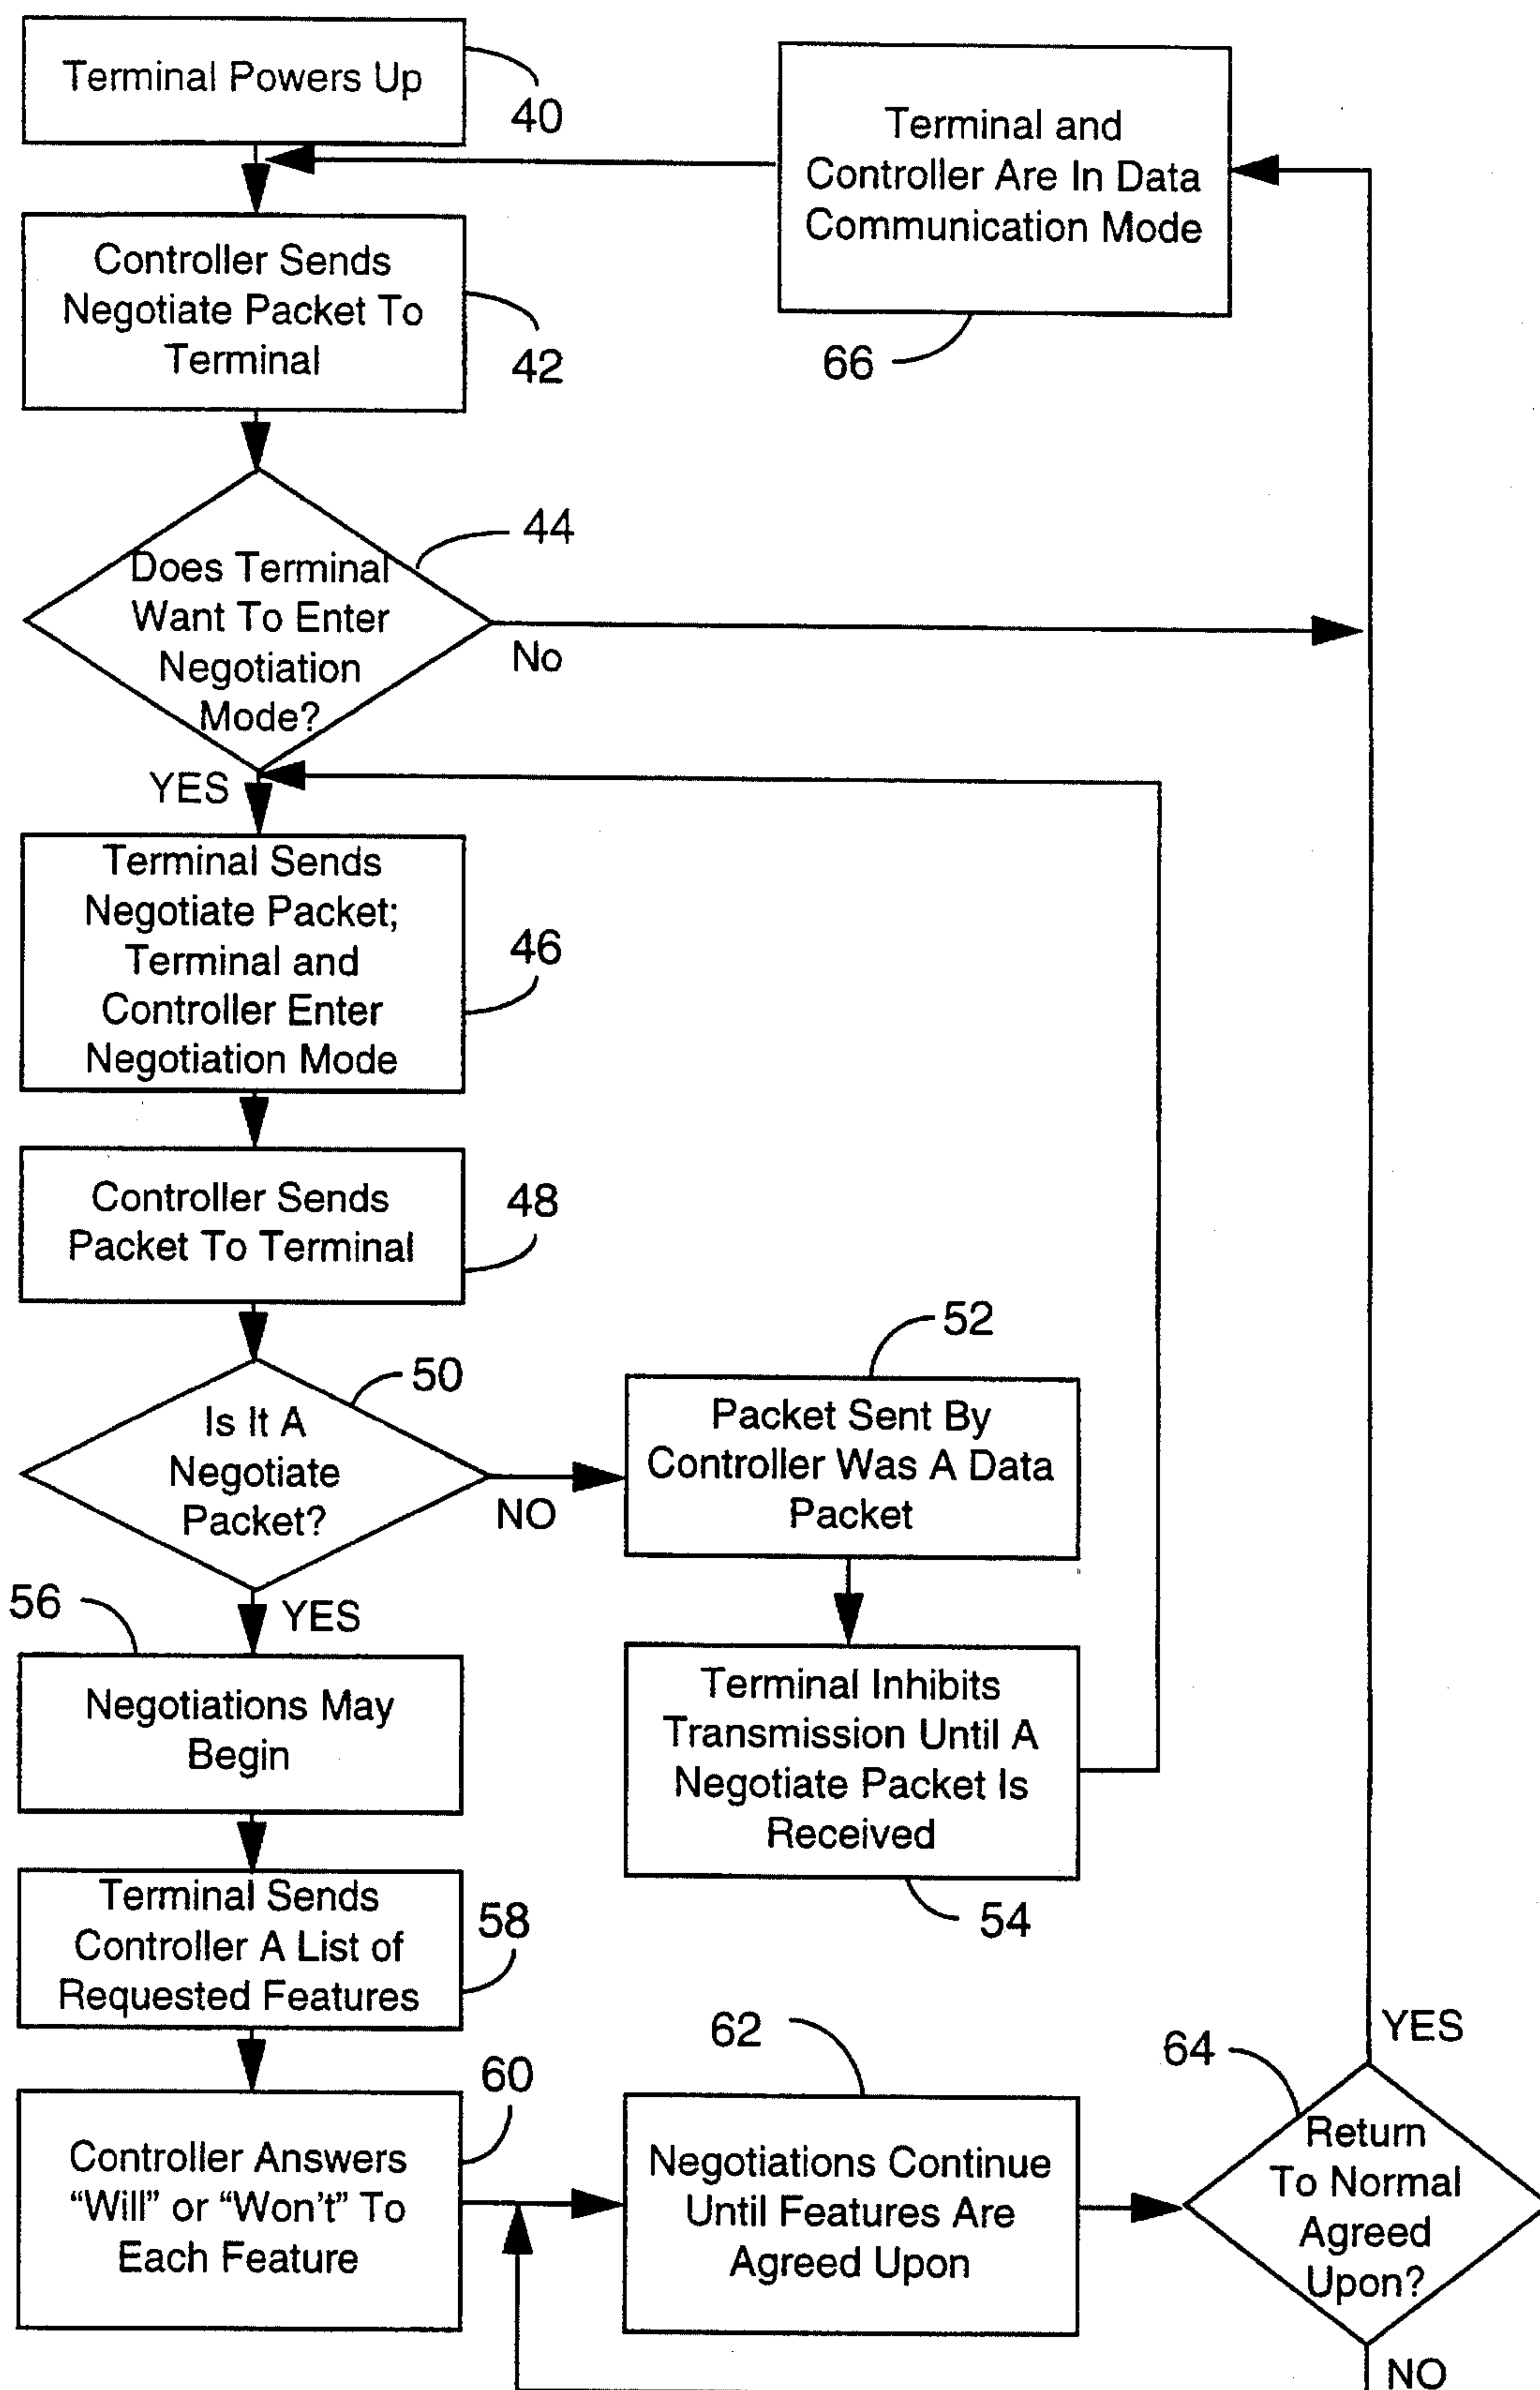 Terminal Powers Up
40
Terminal and
Controller Are In Data
Communication Mode
66
Controller Sends
Negotiate Packet To
Terminal
42
Does Terminal
Want To Enter
Negotiation
Mode?
44
No
YES
Terminal Sends
Negotiate Packet;
Terminal and
Controller Enter
Negotiation Mode
46
Controller Sends
Packet To Terminal
48
Is It A
Negotiate
Packet?
50
NO
52
Packet Sent By
Controller Was A Data
Packet
YES
56
Negotiations May
Begin
Terminal Inhibits
Transmission Until A
Negotiate Packet Is
Received
54
Terminal Sends
Controller A List of
Requested Features
58
Controller Answers
“Will” or “Won't” To
Each Feature
60
62
Negotiations Continue
Until Features Are
Agreed Upon
64
YES
Return
To Normal
Agreed
Upon?
NO